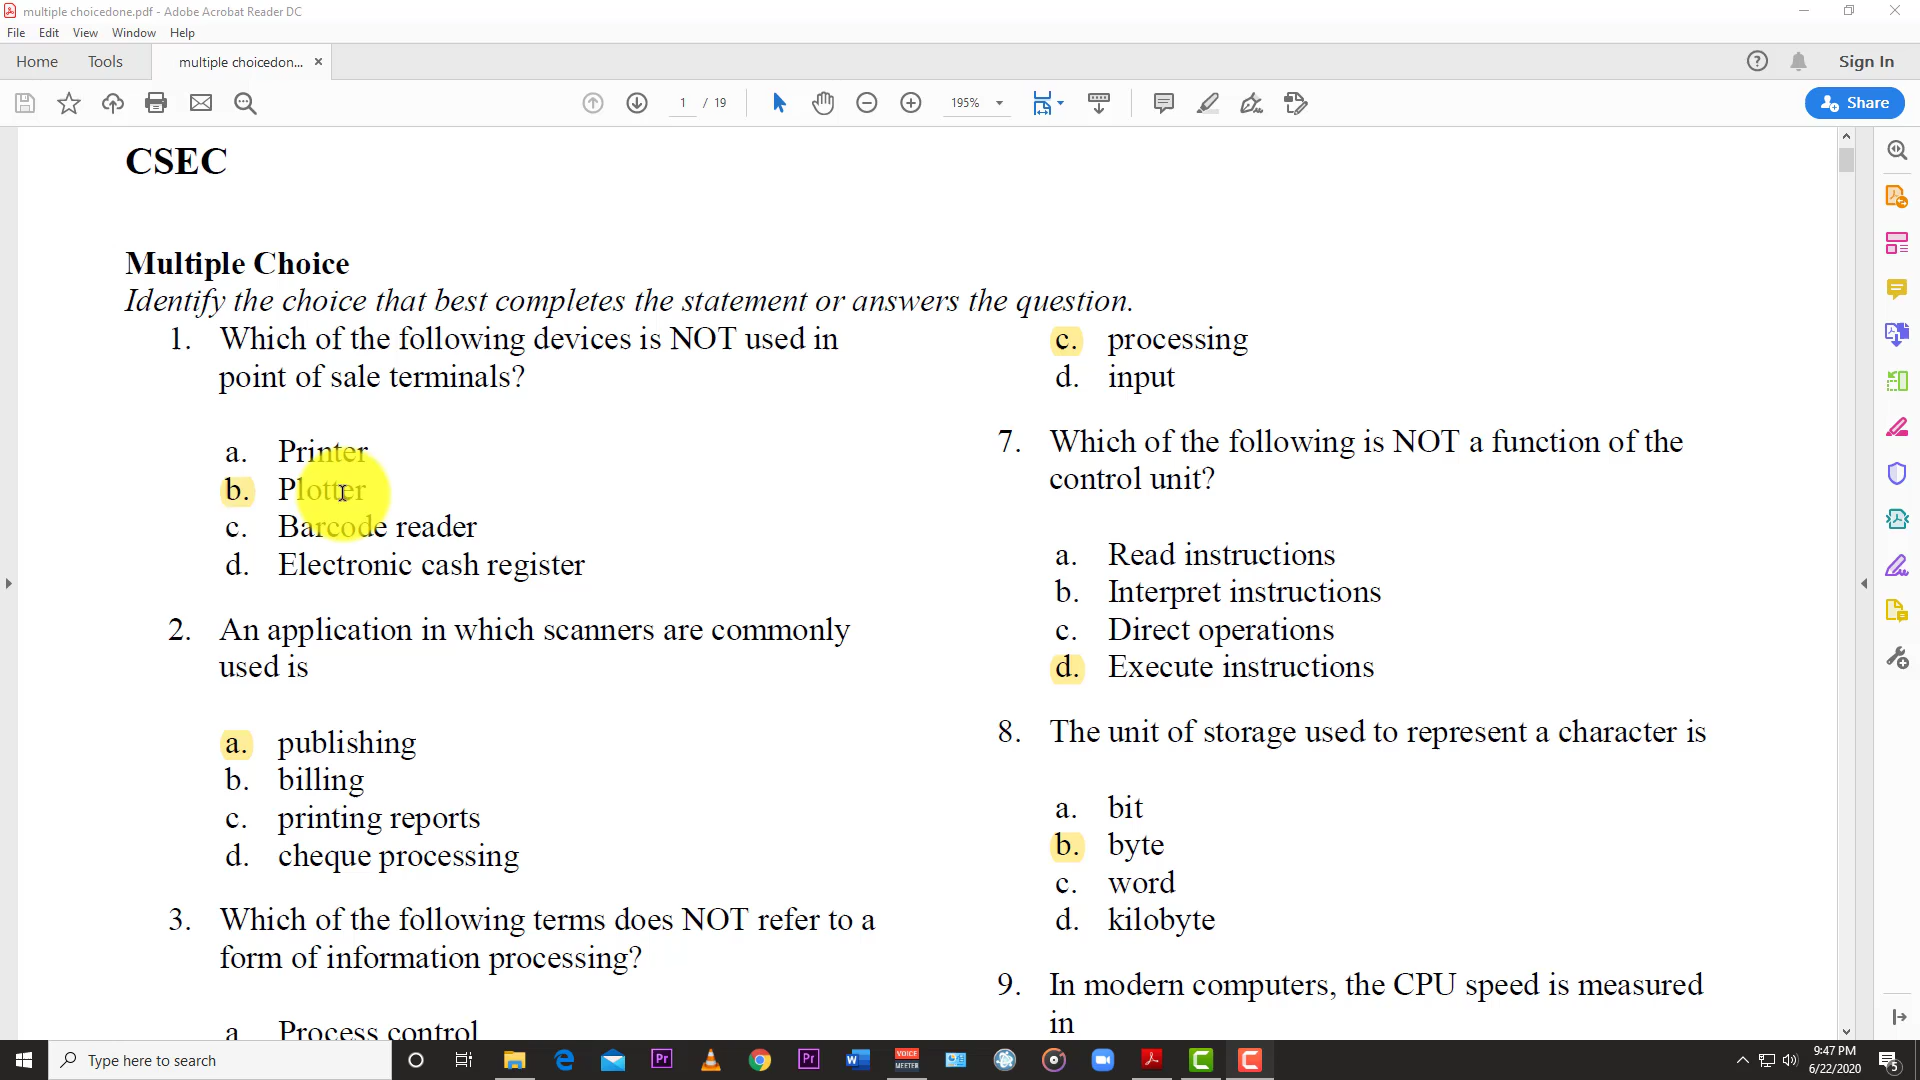 multiple choicedone.pdf - Adobe Acrobat Reader DC
File Edit View Window Help
Home Tools multiple choicedon... ×
Sign In
1 / 19
195%
Share
CSEC
Multiple Choice
Identify the choice that best completes the statement or answers the question.
1. Which of the following devices is NOT used in
point of sale terminals?
a. Printer
b. Plotter
c. Barcode reader
d. Electronic cash register
2. An application in which scanners are commonly
used is
a. publishing
b. billing
c. printing reports
d. cheque processing
3. Which of the following terms does NOT refer to a
form of information processing?
a Process control
c. processing
d. input
7. Which of the following is NOT a function of the
control unit?
a. Read instructions
b. Interpret instructions
c. Direct operations
d. Execute instructions
8. The unit of storage used to represent a character is
a. bit
b. byte
c. word
d. kilobyte
9. In modern computers, the CPU speed is measured
in
Type here to search
Pr
Pr
VOICE
MEETER
9:47 PM
6/22/2020
5